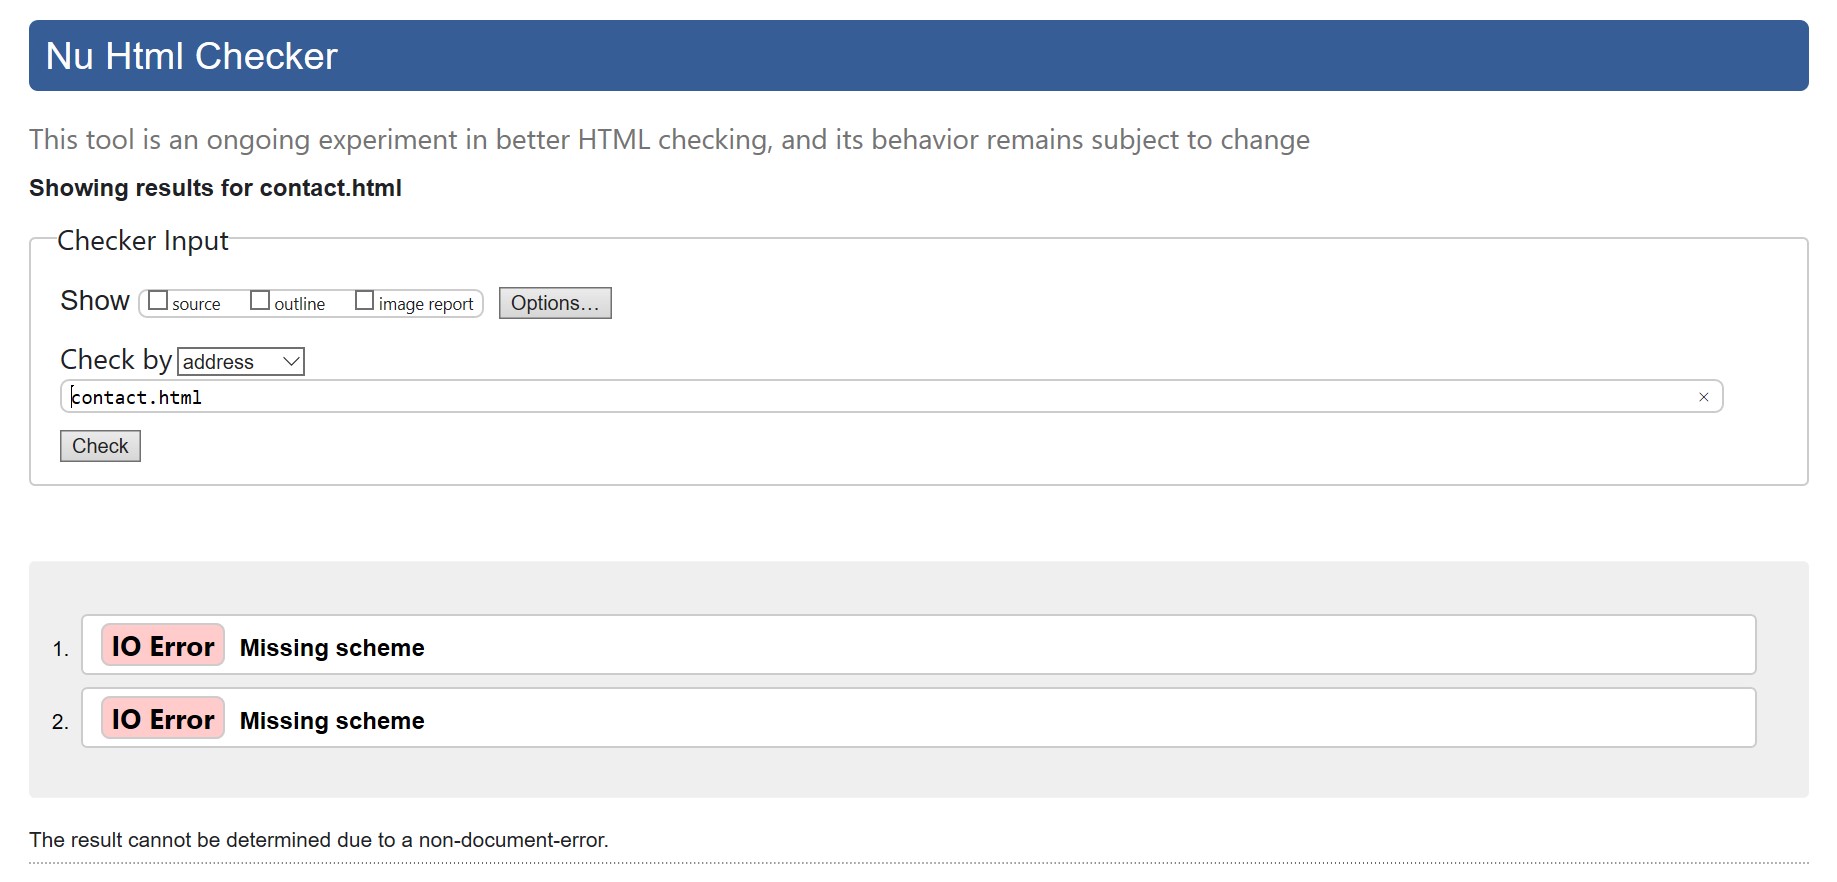 Nu Html Checker
This tool is an ongoing experiment in better HTML checking, and its behavior remains subject to change
Showing results for contact.html
Checker Input
Show source outline image report Options...
Check by address
contact.html ×
Check
1. IO Error Missing scheme
2. IO Error Missing scheme
The result cannot be determined due to a non-document-error.